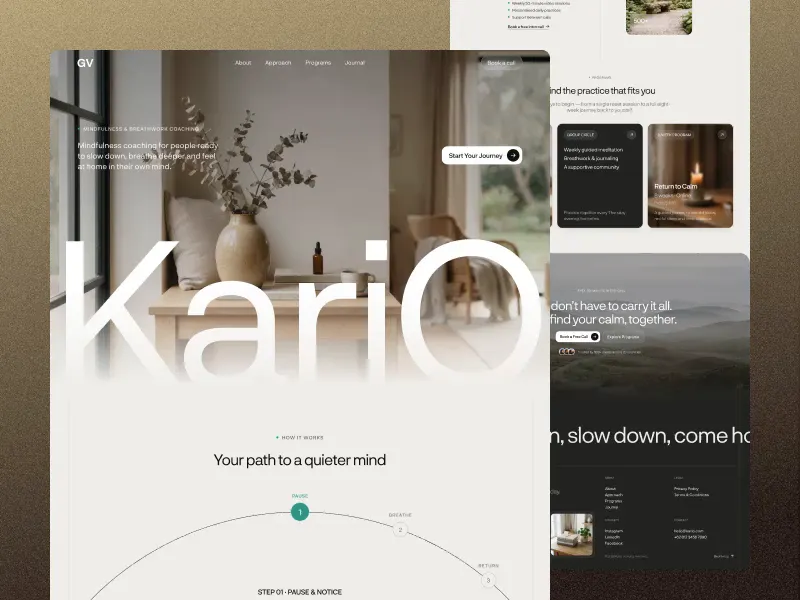 GV
About
Approach
Programs
Journal
Book a call
MINDFULNESS & BREATHWORK COACHING
Mindfulness coaching for people ready
to slow down, breathe deeper and feel
at home in their own mind.
Start Your Journey
KariO
HOW IT WORKS
Your path to a quieter mind
PAUSE
1
BREATHE
2
RETURN
3
STEP 01 · PAUSE & NOTICE
Support between calls
Book a free intro call
500+
ind the practice that fits you
GROUP CIRCLE
Weekly guided meditation
Breathwork & journaling
A supportive community
Return to Calm
don't have to carry it all.
find your calm, together.
Book a Free Call
Explore Programs
n, slow down, come ho
About
Approach
Programs
Journal
Privacy Policy
Terms & Conditions
Instagram
LinkedIn
Facebook